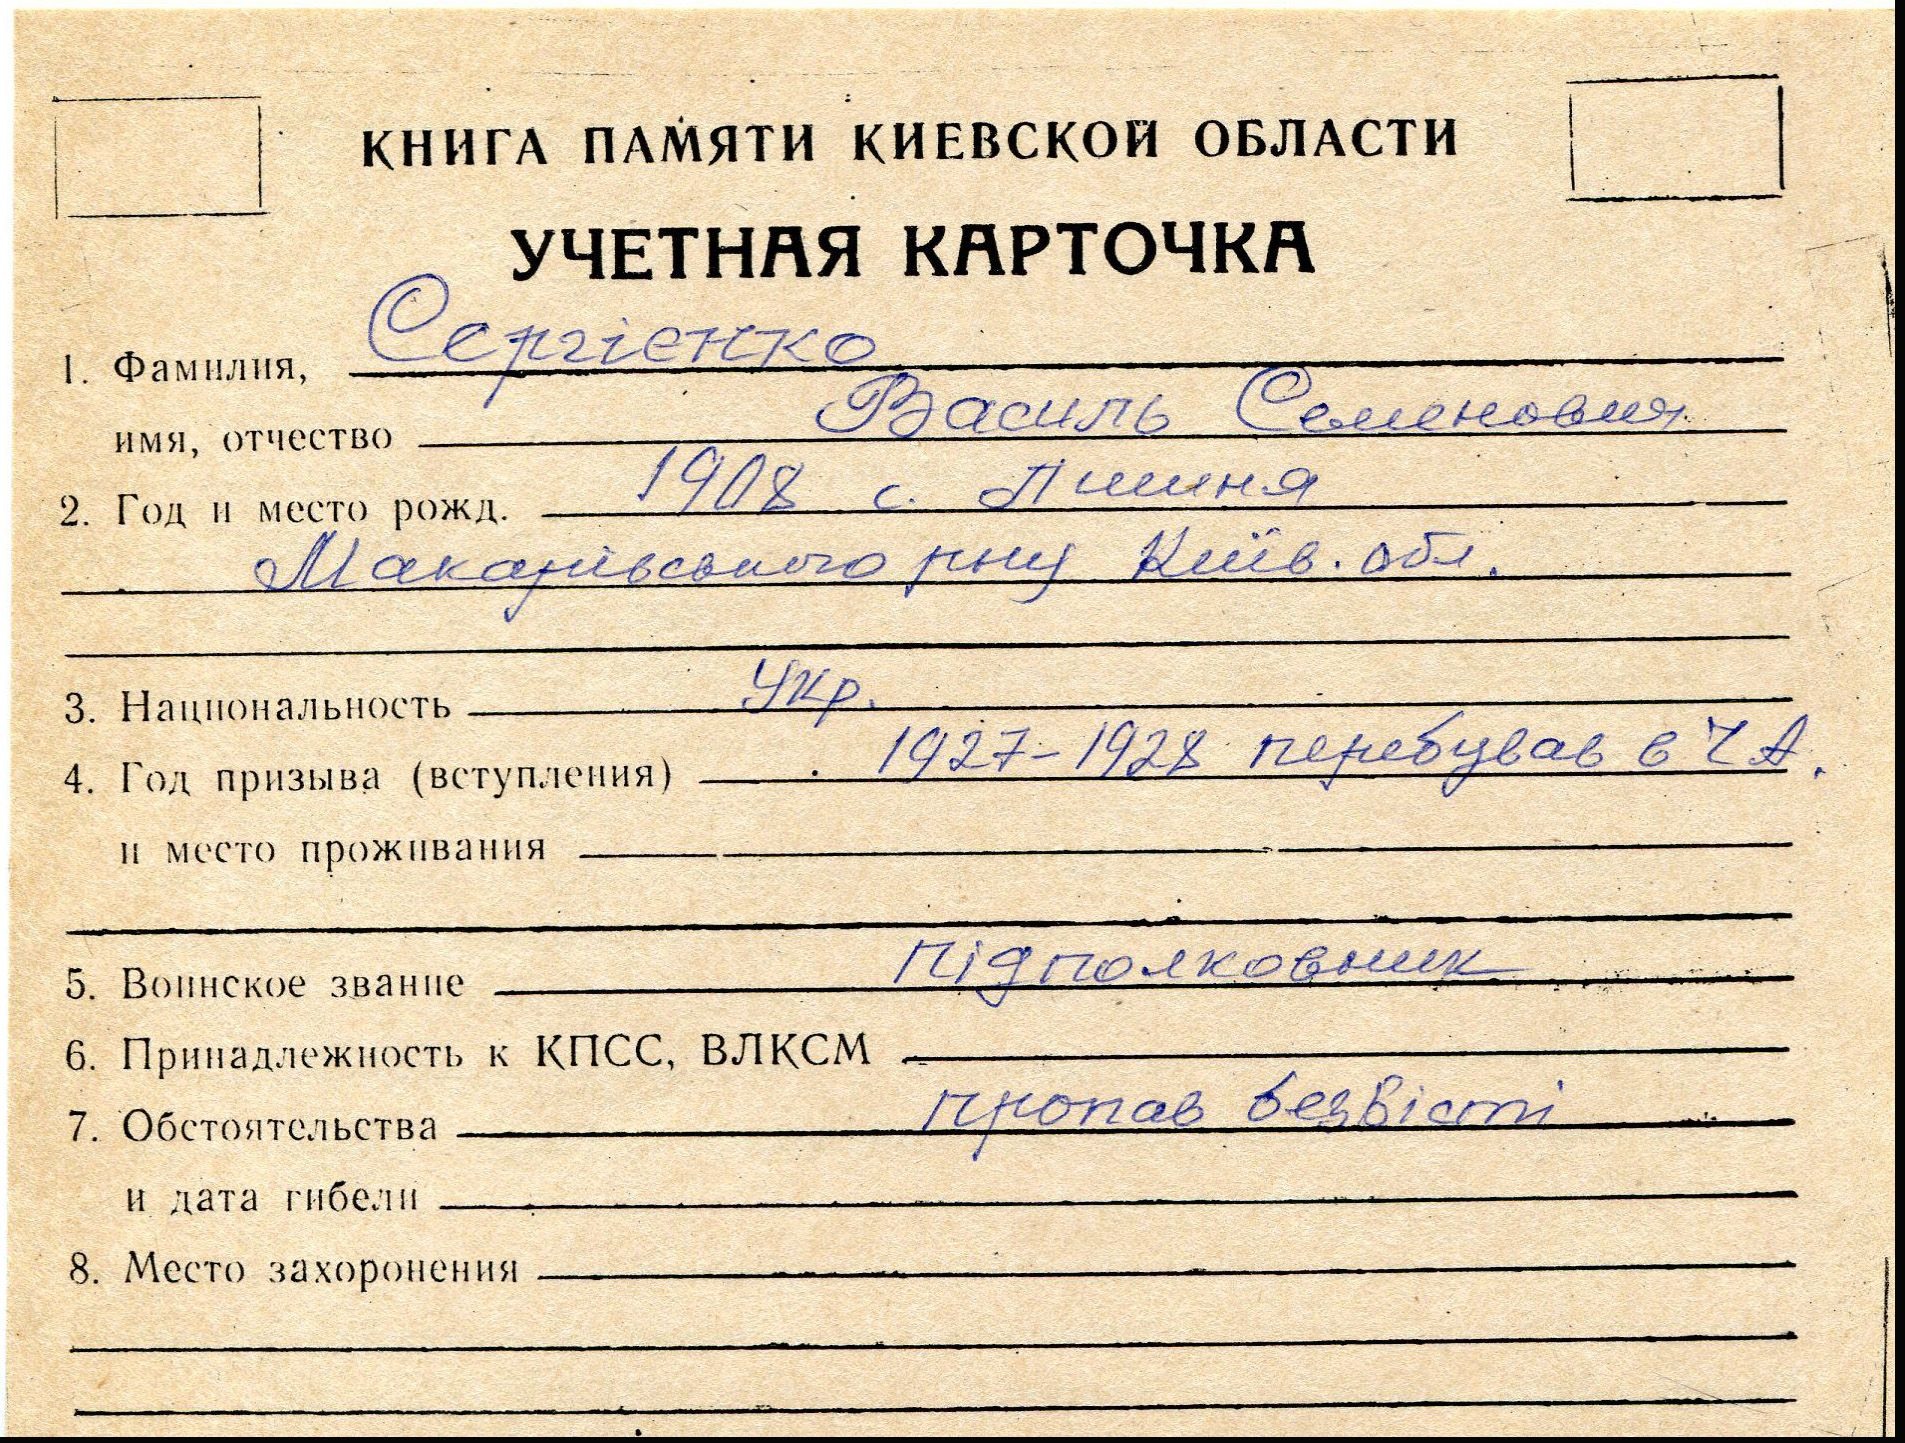 КНИГА ПАМЯТИ КИЕВСКОЙ ОБЛАСТИ
УЧЕТНАЯ КАРТОЧКА
1. Фамилия, Сергієнко
имя, отчество Василь Семенович
2. Год и место рожд. 1908 с. Липиня
Макарівського р-ну Київ. обл.
3. Национальность Укр.
4. Год призыва (вступления) 1927-1928 перебував в ЧА.
и место проживания
5. Воинское звание підполковник
6. Принадлежность к КПСС, ВЛКСМ
7. Обстоятельства пропав безвісті
и дата гибели
8. Место захоронения